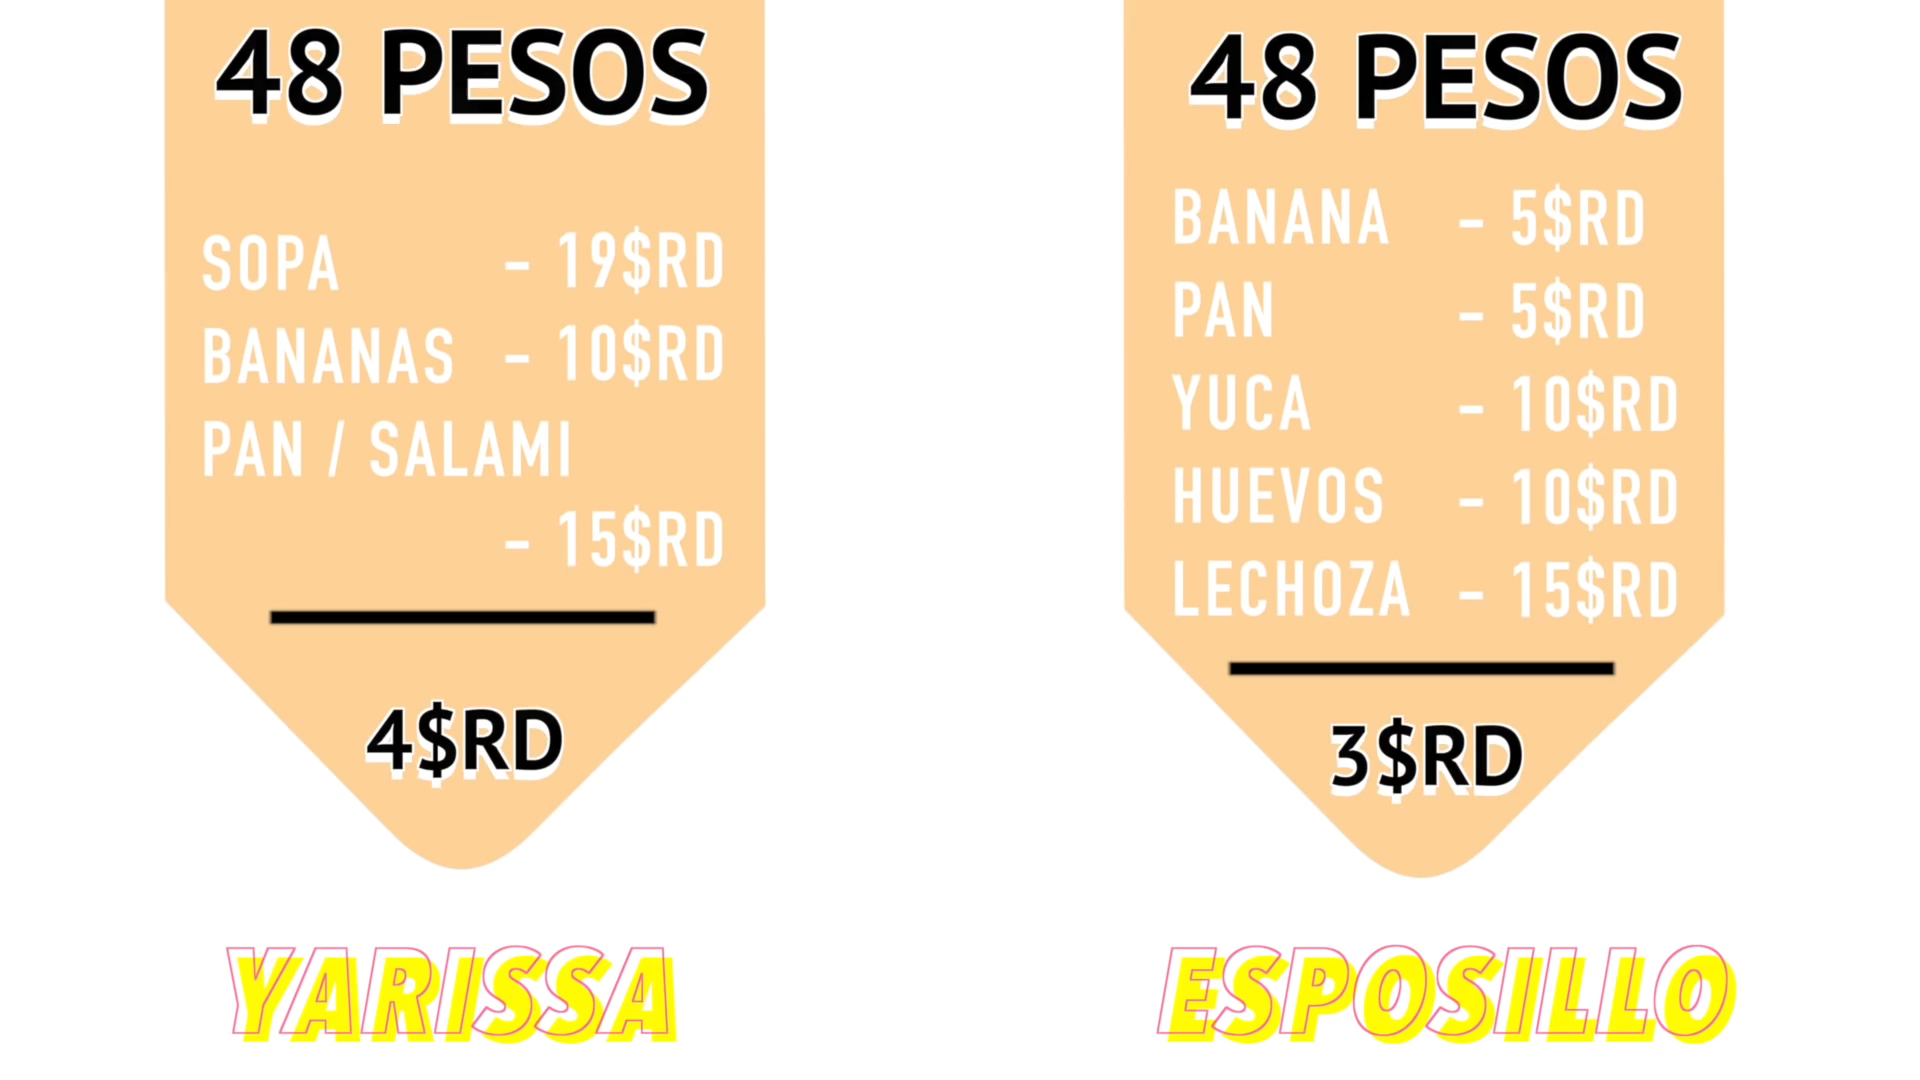 48 PESOS
SOPA - 19$RD
BANANAS - 10$RD
PAN / SALAMI
- 15$RD
4$RD
YARISSA
48 PESOS
BANANA - 5$RD
PAN - 5$RD
YUCA - 10$RD
HUEVOS - 10$RD
LECHOZA - 15$RD
3$RD
ESPOSILLO